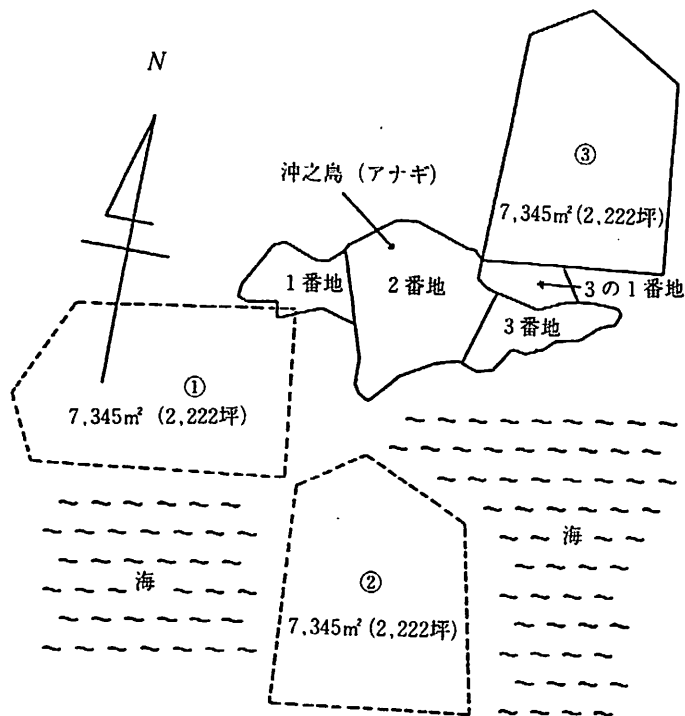 N
③
沖之島（アナギ）
7,345㎡(2,222坪)
1番地
2番地
3の1番地
3番地
①
7,345㎡ (2,222坪)
海
海
②
7,345㎡(2,222坪)